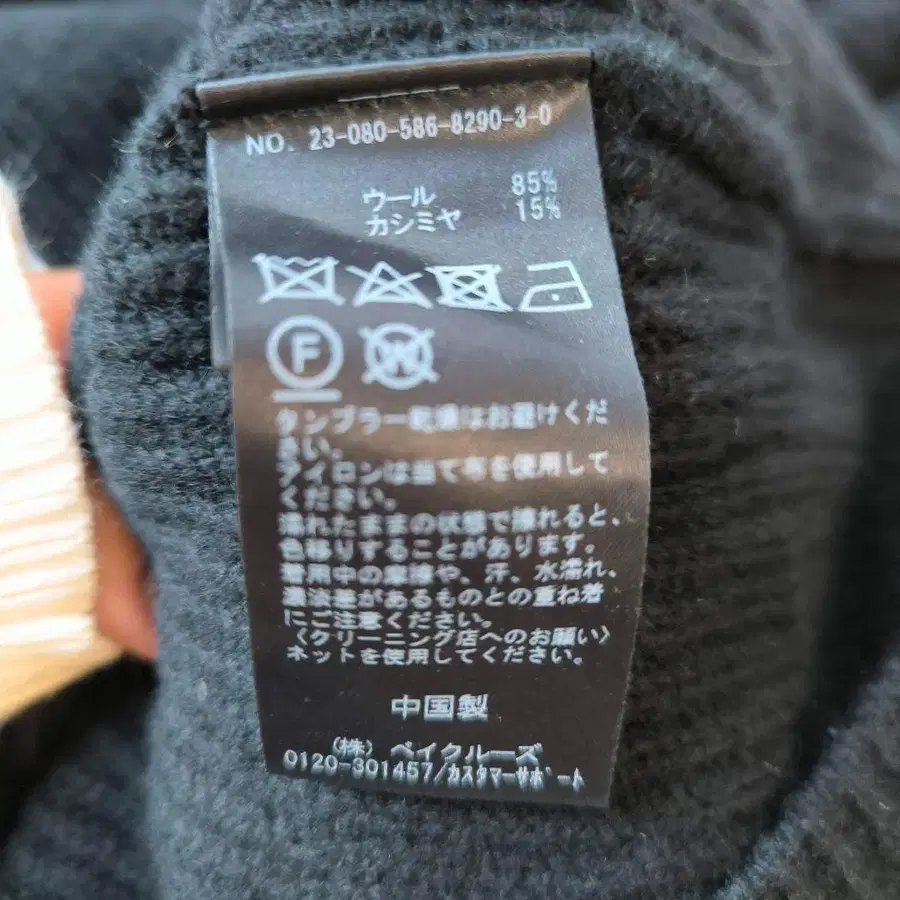 NO. 23-080-586-8290-3-0
ウール 85%
カシミヤ 15%
F
W
タンブラー乾燥はお避けくだ
さい。
アイロンは当て布を使用して
ください。
濡れたままの状態で擦れると、
色移りすることがあります。
着用中の摩擦や、汗、水濡れ、
濃淡差があるものとの重ね着
にご注意ください。
〈クリーニング店へのお願い〉
ネットを使用してください。
中国製
(株) ベイクルーズ
0120-301457/カスタマーサポート